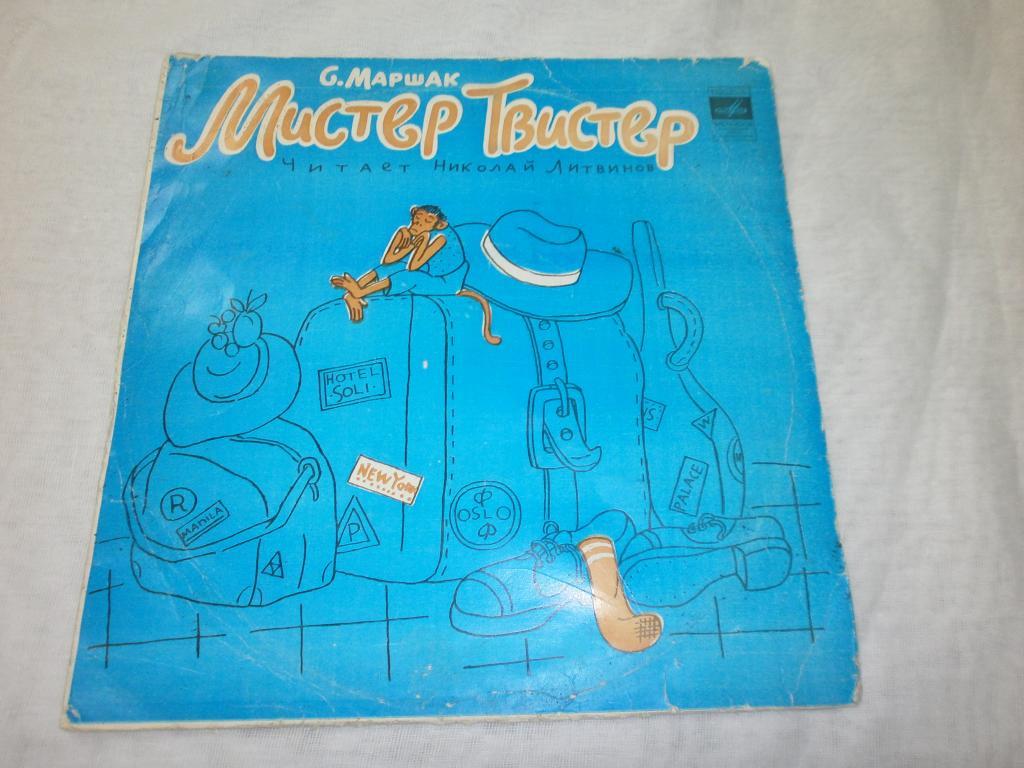 С. Маршак
Мистер Твистер
Читает Николай Литвинов
HOTEL
SOLI.
NEW YORK
R
MADILA
P
Ф
OSLO
Ф
PALACE